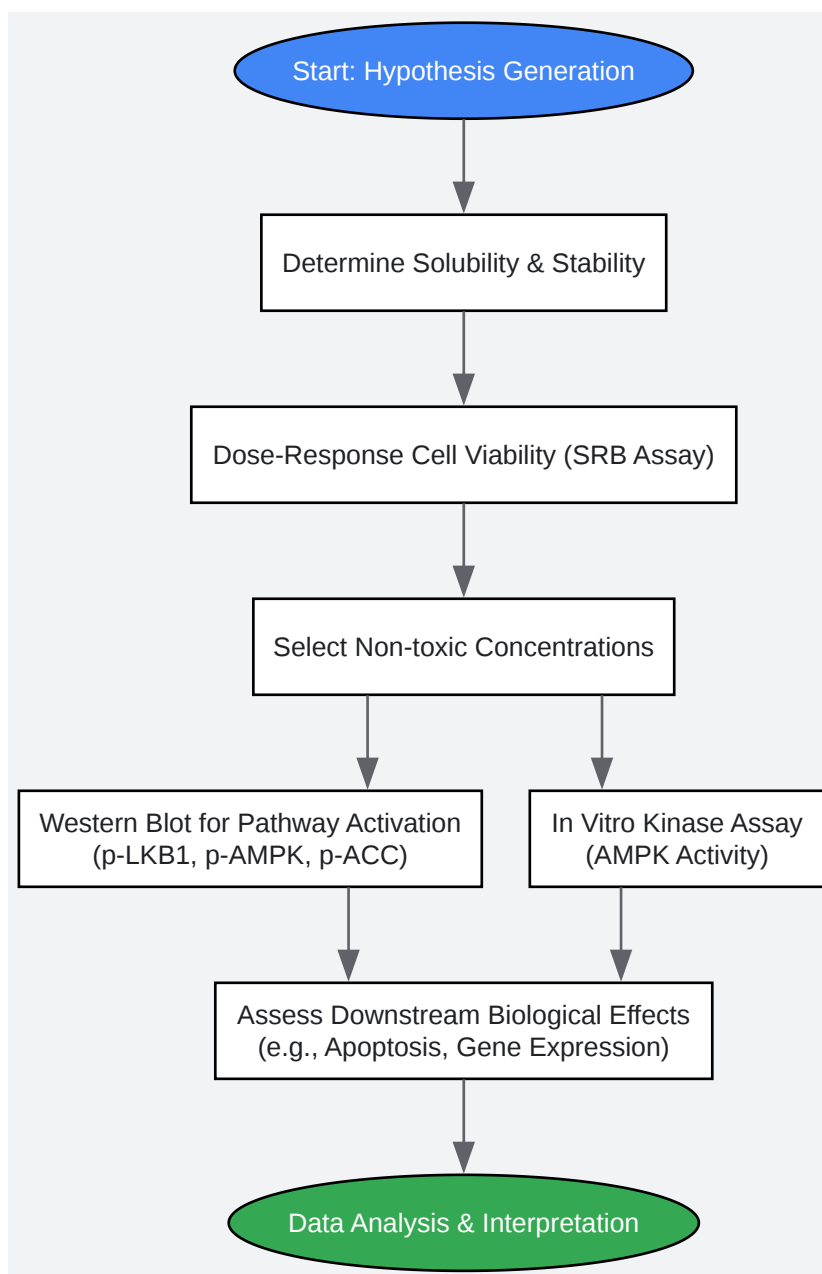 Start: Hypothesis Generation
Determine Solubility & Stability
Dose-Response Cell Viability (SRB Assay)
Select Non-toxic Concentrations
Western Blot for Pathway Activation
(p-LKB1, p-AMPK, p-ACC)
In Vitro Kinase Assay
(AMPK Activity)
Assess Downstream Biological Effects
(e.g., Apoptosis, Gene Expression)
Data Analysis & Interpretation